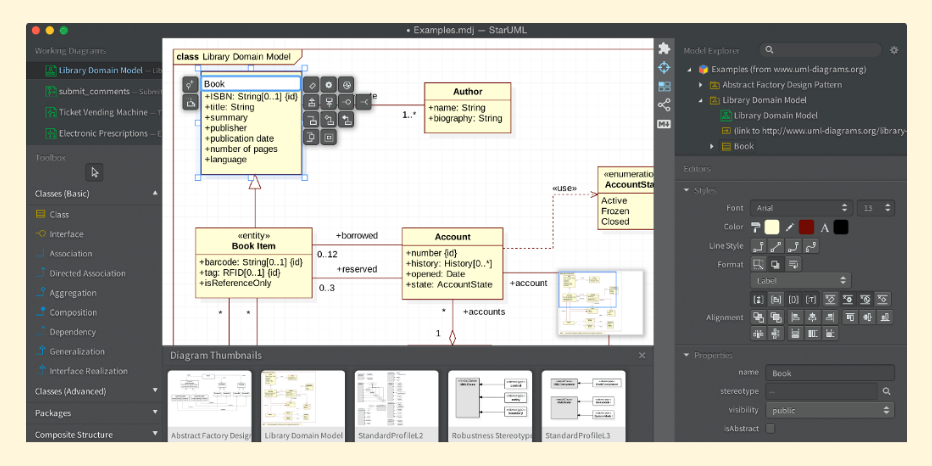 • Examples.mdj — StarUML
Working Diagrams
Library Domain Model — Lib
submit_comments — Submit
Ticket Vending Machine —
Electronic Prescriptions — E
Toolbox
Classes (Basic)
Class
Interface
Association
Directed Association
Aggregation
Composition
Dependency
Generalization
Interface Realization
Classes (Advanced)
Packages
Composite Structure
class Library Domain Model
Book
+ISBN: String[0..1] {id}
+title: String
+summary
+publisher
+publication date
+number of pages
+language
1..*
Author
+name: String
+biography: String
«enumeratio
AccountSta
Active
Frozen
Closed
«use»
«entity»
Book Item
+barcode: String[0..1] {id}
+tag: RFID[0..1] {id}
+isReferenceOnly
+borrowed
0..12
+reserved
0..3
Account
+number {id}
+history: History[0..*]
+opened: Date
+state: AccountState
+account
*
*
*
+accounts
1
Diagram Thumbnails
Abstract Factory Design
Library Domain Model
StandardProfileL2
Robustness Stereotype
StandardProfileL3
M
Model Explorer
Examples (from www.uml-diagrams.org)
Abstract Factory Design Pattern
Library Domain Model
Library Domain Model
(link to http://www.uml-diagrams.org/library-
Book
Editors
Styles
Font
Arial
13
Color
A
Line Style
Format
Label
Alignment
Properties
name
Book
stereotype
—
visibility
public
isAbstract